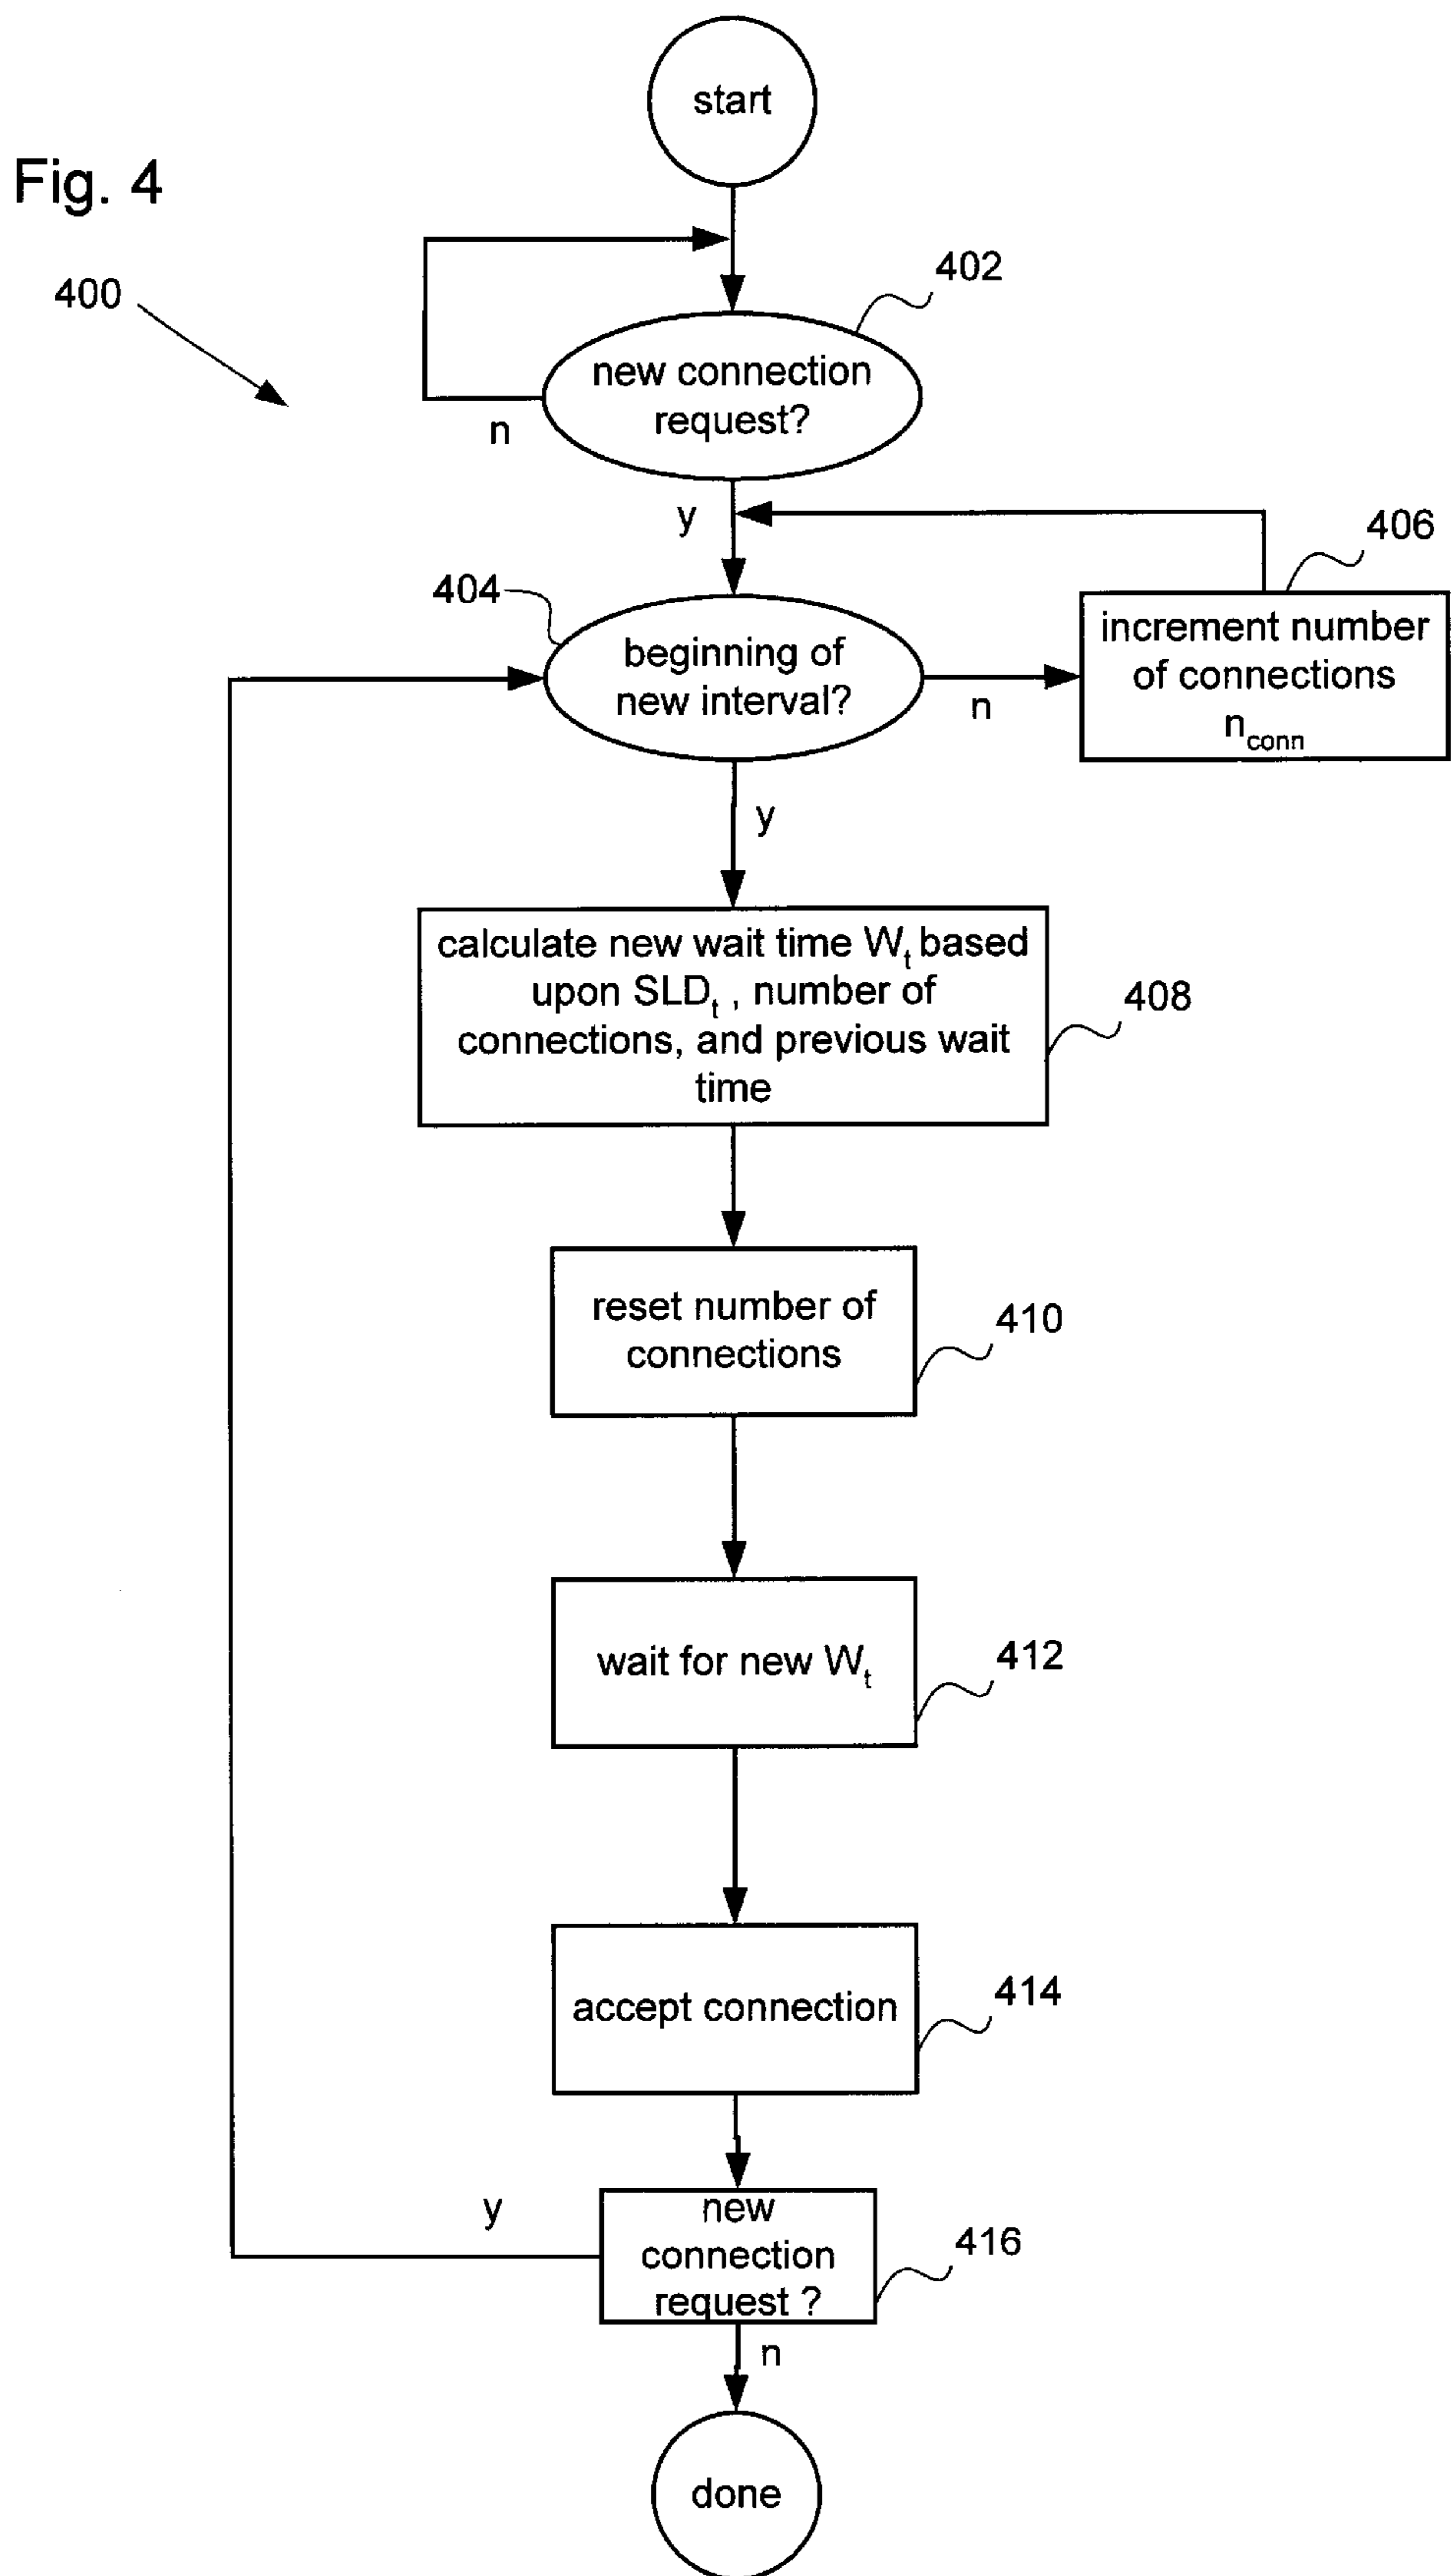 start
Fig. 4
400
402
new connection
request?
n
y
406
404
increment number
of connections
n_conn
beginning of
new interval?
n
y
calculate new wait time W_t based
upon SLD_t , number of
connections, and previous wait
time
408
reset number of
connections
410
wait for new W_t
412
accept connection
414
y
new
connection
request ?
416
n
done